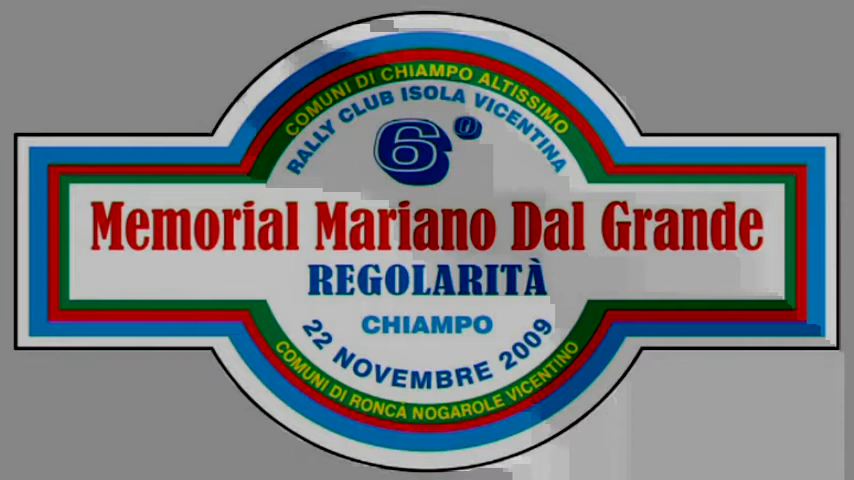 COMUNI DI CHIAMPO ALTISSIMO
RALLY CLUB ISOLA VICENTINA
6º
Memorial Mariano Dal Grande
REGOLARITÀ
CHIAMPO
22 NOVEMBRE 2009
COMUNI DI RONCÀ NOGAROLE VICENTINO